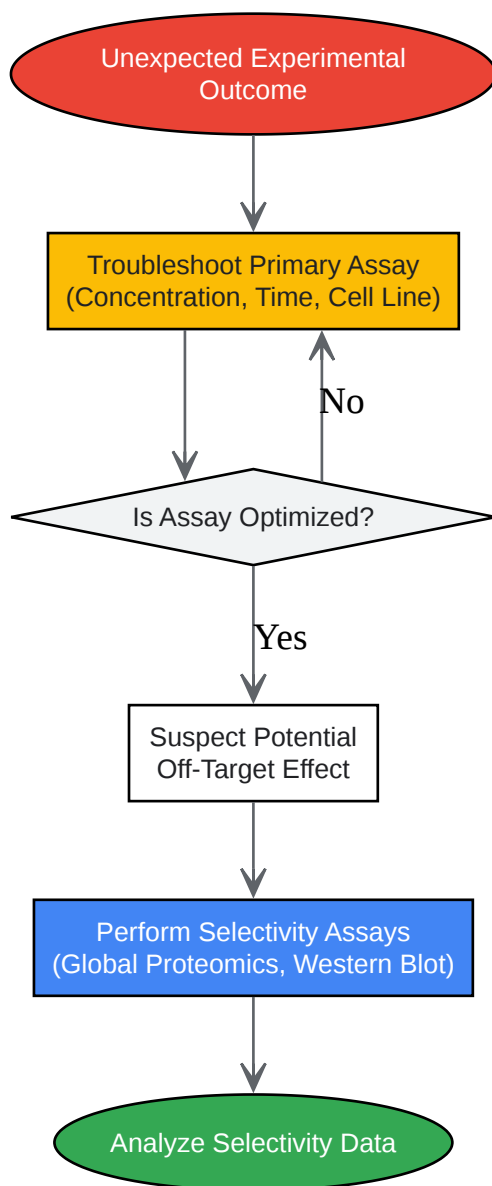 Unexpected Experimental
Outcome
Troubleshoot Primary Assay
(Concentration, Time, Cell Line)
No
Is Assay Optimized?
Yes
Suspect Potential
Off-Target Effect
Perform Selectivity Assays
(Global Proteomics, Western Blot)
Analyze Selectivity Data